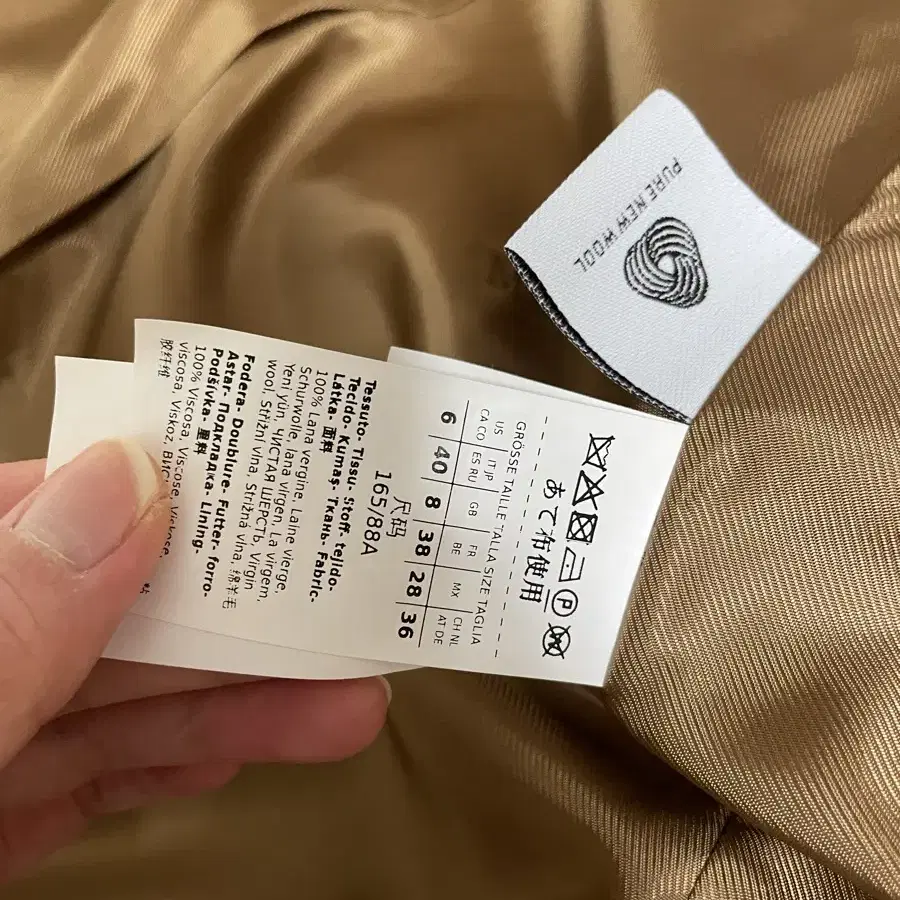 PURE NEW WOOL
あて布使用
GRÖSSE TAILLE TALLA SIZE TAGLIA
US IT JP GB FR MX CH NL
CA CO ES RU BE AT DE
6 40 8 38 28 36
尺码
165/88A
Tessuto- Tissu- Stoff- tejido-
Tecido- Kumaş- Ткань- Fabric-
Látka- 面料
100% Lana vergine, Laine vierge,
Schurwolle, lana virgen, La virgem,
Yeni yün, ЧИСТАЯ ШЕРСТЬ, Virgin
wool, Střižní vlna, Strižná vlna, 绵羊毛
Fodera- Doublure- Futter- forro-
Astar- Подкладка- Lining-
Podšívka- 里料
100% Viscosa, Viscose, Viskose,
viscosa, Viskoz,
胶纤维